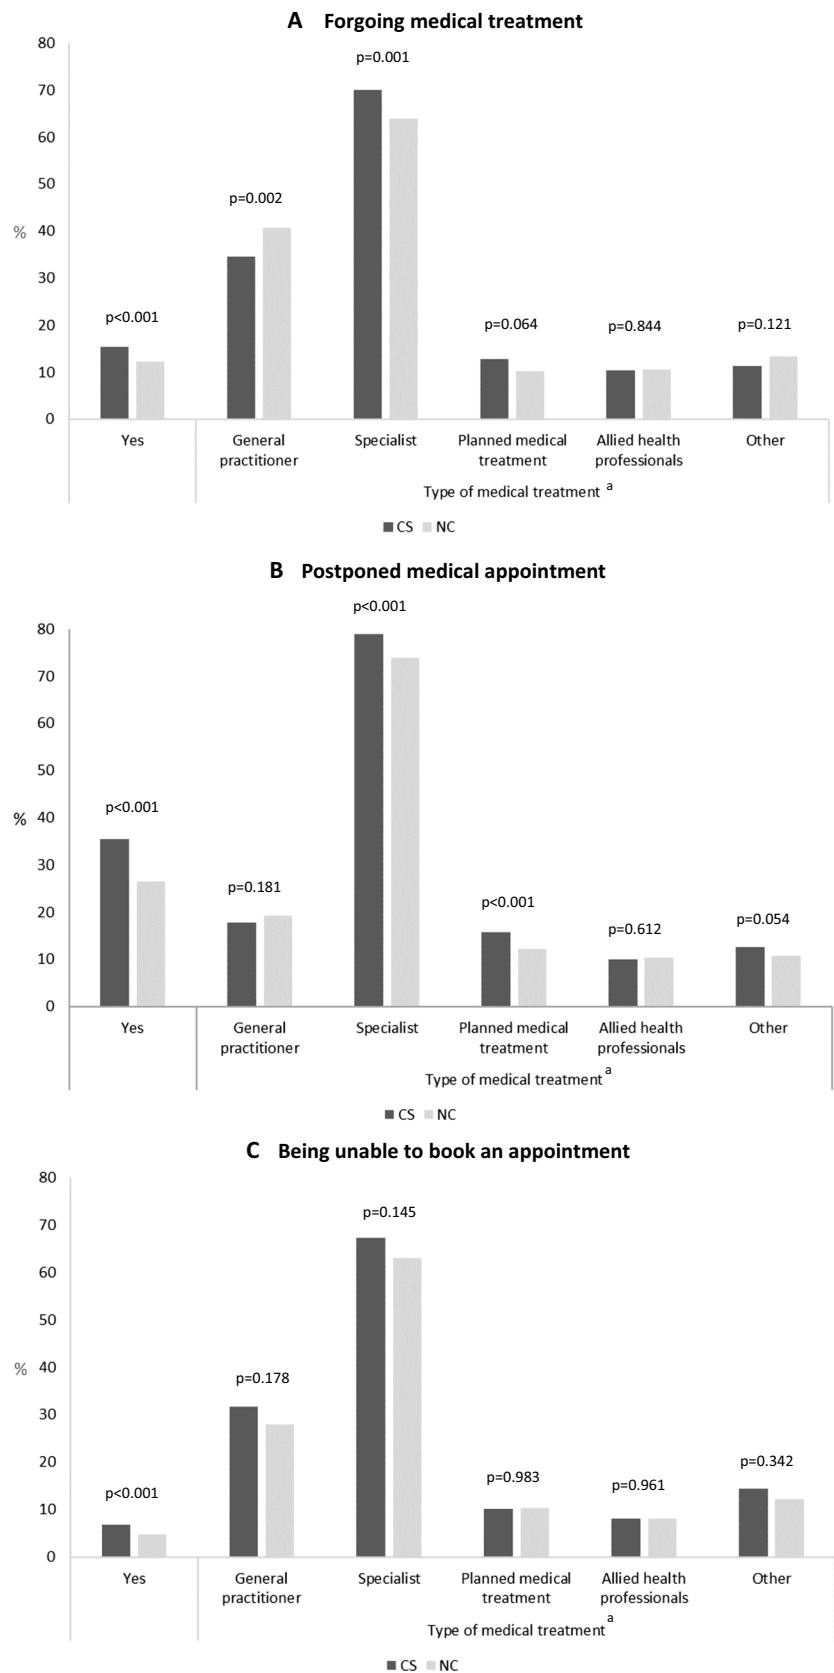 A Forgoing medical treatment
80
p=0.001
70
60
50
p=0.002
% 40
30
p<0.001 p=0.064 p=0.844 p=0.121
20
10
0
Yes General practitioner Specialist Planned medical treatment Allied health professionals Other
Type of medical treatment a
CS NC
B Postponed medical appointment
p<0.001
80
70
60
50
p<0.001
% 40
30
p=0.181
p<0.001 p=0.612 p=0.054
20
10
0
Yes General practitioner Specialist Planned medical treatment Allied health professionals Other
Type of medical treatment a
CS NC
C Being unable to book an appointment
80
p=0.145
70
60
50
% 40
p=0.178
30
20
p<0.001 p=0.983 p=0.961 p=0.342
10
0
Yes General practitioner Specialist Planned medical treatment Allied health professionals Other
Type of medical treatment a
CS NC